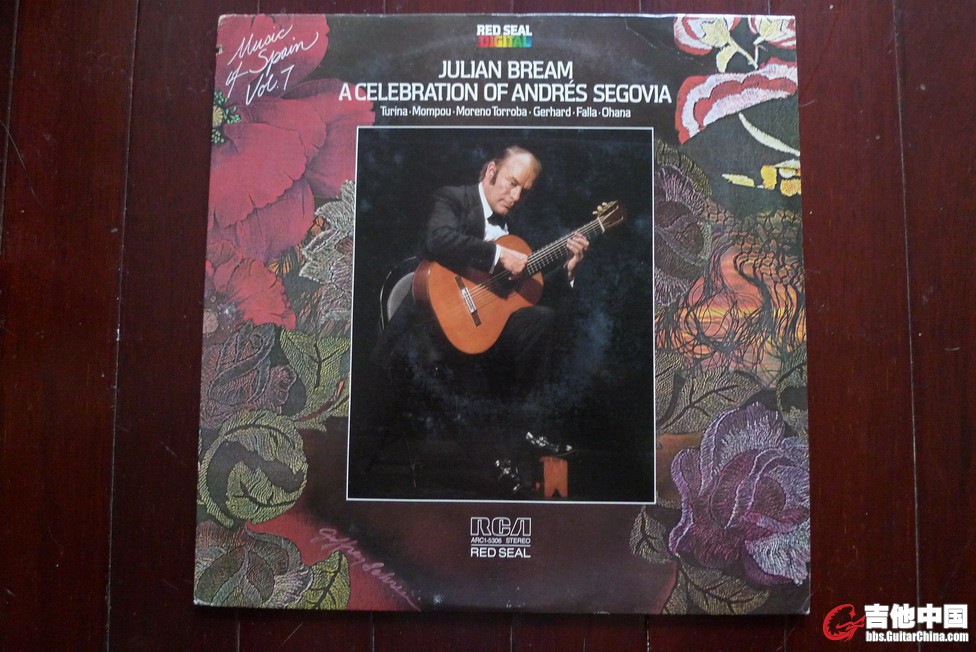 Music
of Spain
Vol. 7
RED SEAL
DIGITAL
JULIAN BREAM
A CELEBRATION OF ANDRÉS SEGOVIA
Turina · Mompou · Moreno Torroba · Gerhard · Falla · Ohana
RCA
ARC1-5306 STEREO
RED SEAL
吉他中国
bbs.GuitarChina.com